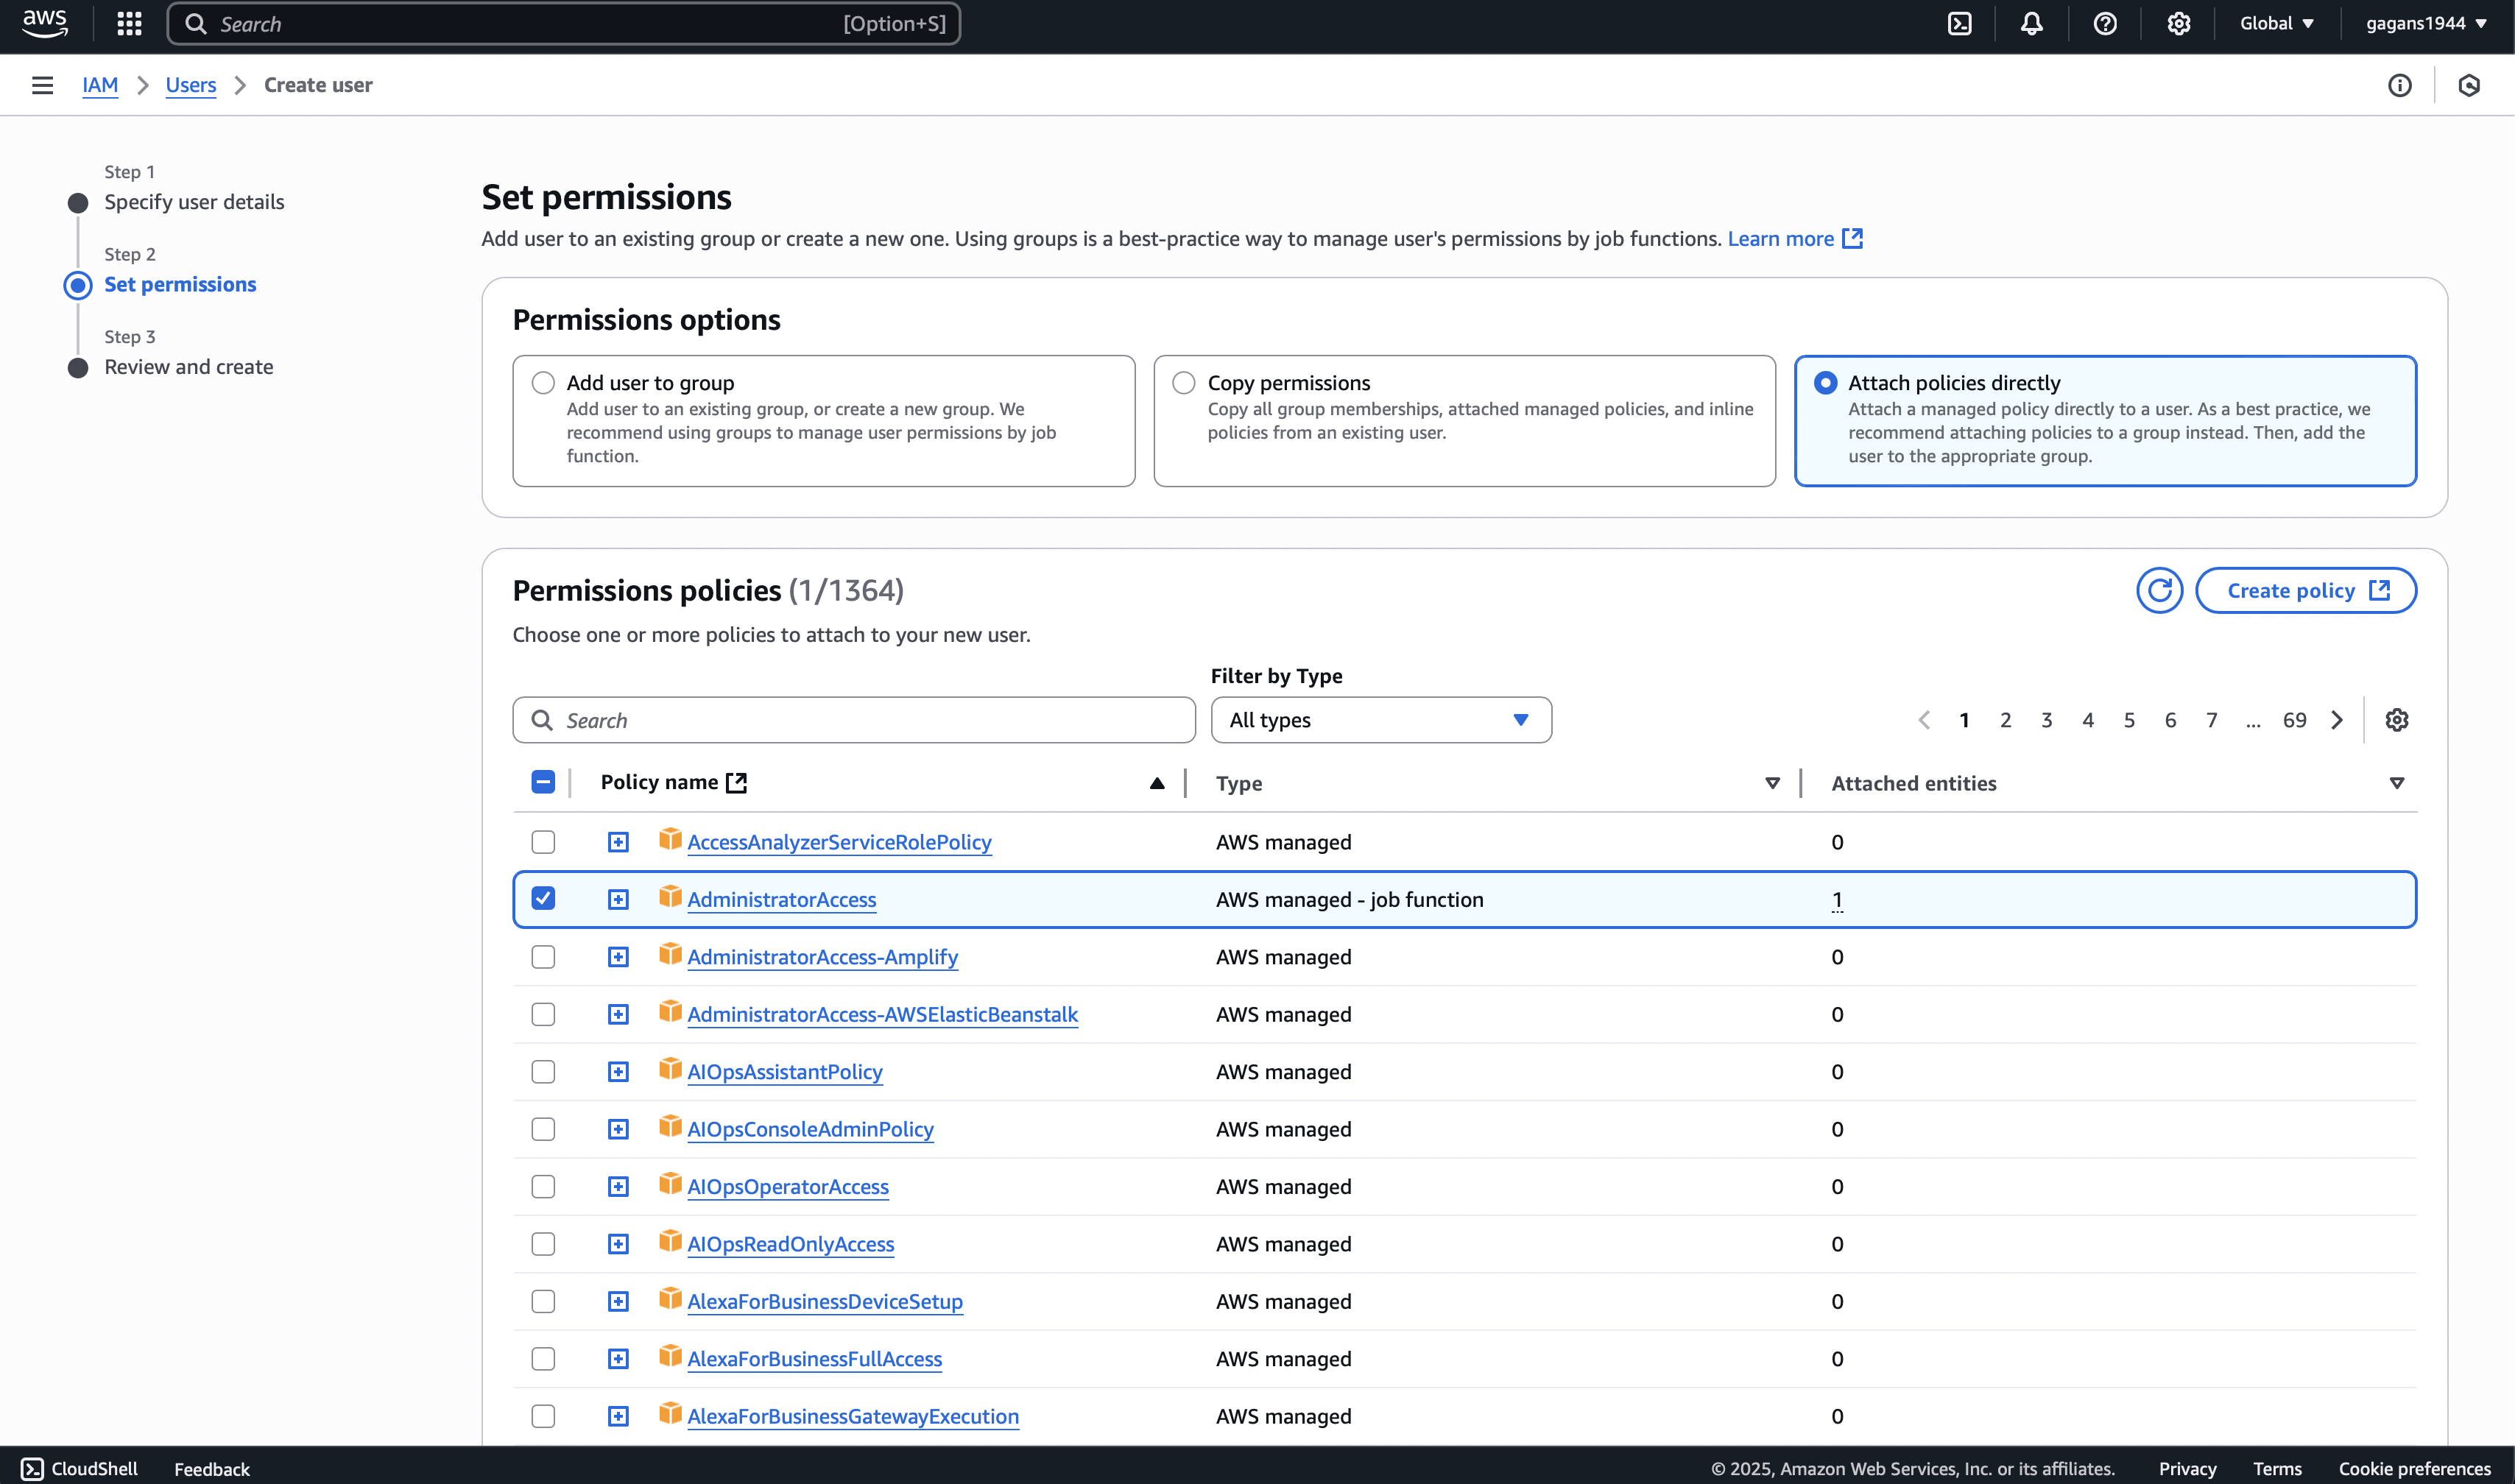 aws
Search [Option+S]
Global gagans1944
IAM Users Create user
Step 1
Specify user details
Step 2
Set permissions
Step 3
Review and create
Set permissions
Add user to an existing group or create a new one. Using groups is a best-practice way to manage user's permissions by job functions. Learn more
Permissions options
Add user to group
Add user to an existing group, or create a new group. We
recommend using groups to manage user permissions by job
function.
Copy permissions
Copy all group memberships, attached managed policies, and inline
policies from an existing user.
Attach policies directly
Attach a managed policy directly to a user. As a best practice, we
recommend attaching policies to a group instead. Then, add the
user to the appropriate group.
Permissions policies (1/1364)
Create policy
Choose one or more policies to attach to your new user.
Filter by Type
Search
All types
1 2 3 4 5 6 7 ... 69
Policy name Type Attached entities
AccessAnalyzerServiceRolePolicy AWS managed 0
AdministratorAccess AWS managed - job function 1
AdministratorAccess-Amplify AWS managed 0
AdministratorAccess-AWSElasticBeanstalk AWS managed 0
AIOpsAssistantPolicy AWS managed 0
AIOpsConsoleAdminPolicy AWS managed 0
AIOpsOperatorAccess AWS managed 0
AIOpsReadOnlyAccess AWS managed 0
AlexaForBusinessDeviceSetup AWS managed 0
AlexaForBusinessFullAccess AWS managed 0
AlexaForBusinessGatewayExecution AWS managed 0
CloudShell Feedback © 2025, Amazon Web Services, Inc. or its affiliates. Privacy Terms Cookie preferences